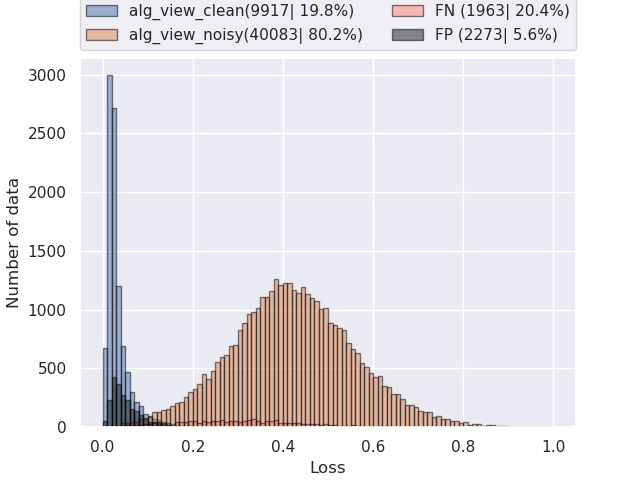 alg_view_clean(9917| 19.8%)
alg_view_noisy(40083| 80.2%)
FN (1963| 20.4%)
FP (2273| 5.6%)
3000
2500
2000
1500
1000
500
0
Number of data
0.0 0.2 0.4 0.6 0.8 1.0
Loss